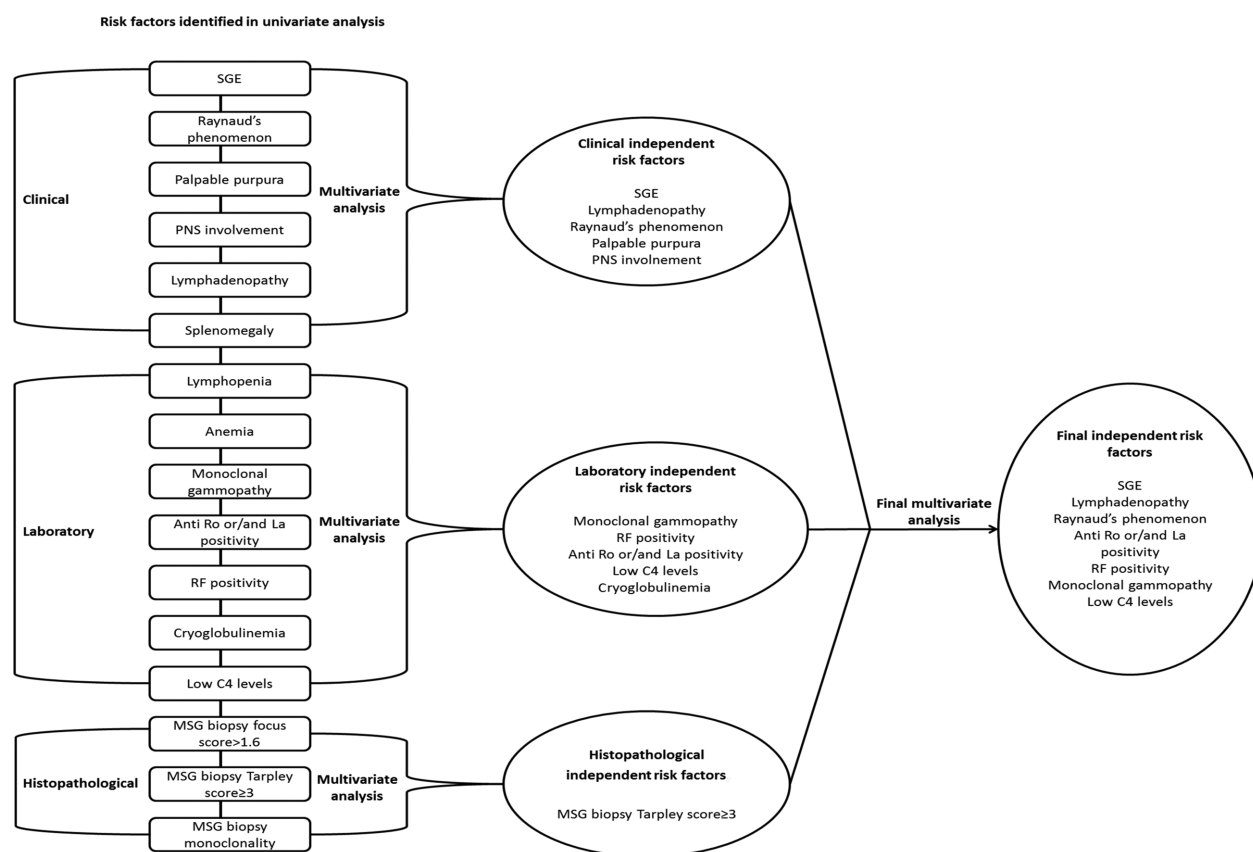 Risk factors identified in univariate analysis
Clinical
SGE
Raynaud's
phenomenon
Palpable purpura
PNS involvement
Lymphadenopathy
Splenomegaly
Multivariate
analysis
Clinical independent
risk factors
SGE
Lymphadenopathy
Raynaud's phenomenon
Palpable purpura
PNS involnement
Laboratory
Lymphopenia
Anemia
Monoclonal
gammopathy
Anti Ro or/and La
positivity
RF positivity
Cryoglobulinemia
Low C4 levels
Multivariate
analysis
Laboratory independent
risk factors
Monoclonal gammopathy
RF positivity
Anti Ro or/and La positivity
Low C4 levels
Cryoglobulinemia
Histopathological
MSG biopsy focus
score>1.6
MSG biopsy Tarpley
score≥3
MSG biopsy
monoclonality
Multivariate
analysis
Histopathological
independent risk factors
MSG biopsy Tarpley score≥3
Final multivariate
analysis
Final independent risk
factors
SGE
Lymphadenopathy
Raynaud's phenomenon
Anti Ro or/and La
positivity
RF positivity
Monoclonal gammopathy
Low C4 levels